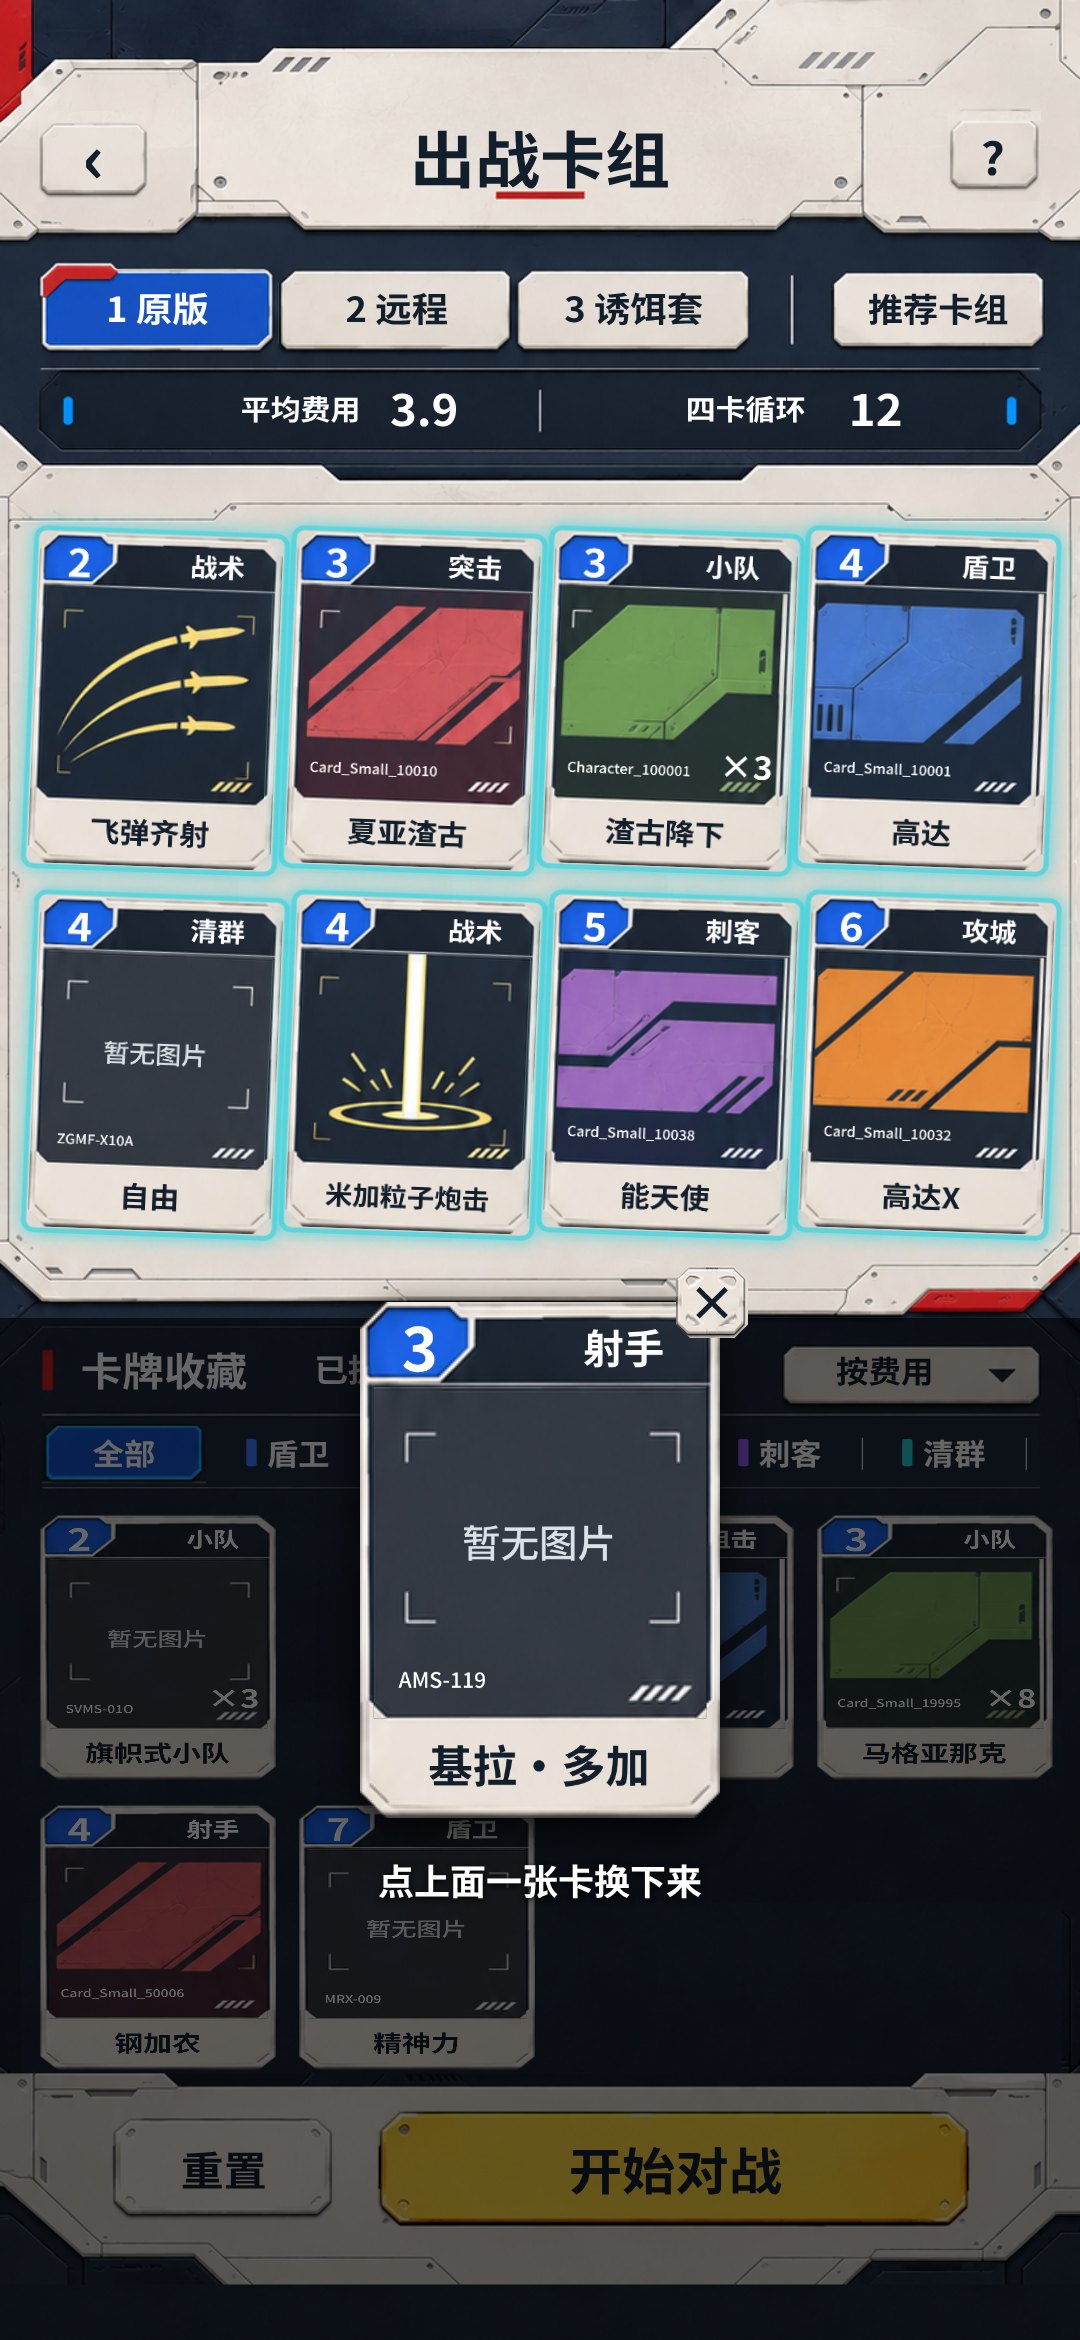 出战卡组
?
1 原版
2 远程
3 诱饵套
推荐卡组
平均费用 3.9
四卡循环 12
2 战术
飞弹齐射
3 突击
Card_Small_10010
夏亚渣古
3 小队
Character_100001
×3
渣古降下
4 盾卫
Card_Small_10001
高达
4 清群
暂无图片
ZGMF-X10A
自由
4 战术
米加粒子炮击
5 刺客
Card_Small_10038
能天使
6 攻城
Card_Small_10032
高达X
3 射手
暂无图片
AMS-119
基拉·多加
点上面一张卡换下来
卡牌收藏
按费用
全部
盾卫
刺客
清群
2 小队
暂无图片
SVMS-01O
×3
旗帜式小队
3 小队
Card_Small_19995
×8
马格亚那克
4 射手
Card_Small_50006
钢加农
7 盾卫
暂无图片
MRX-009
精神力
重置
开始对战